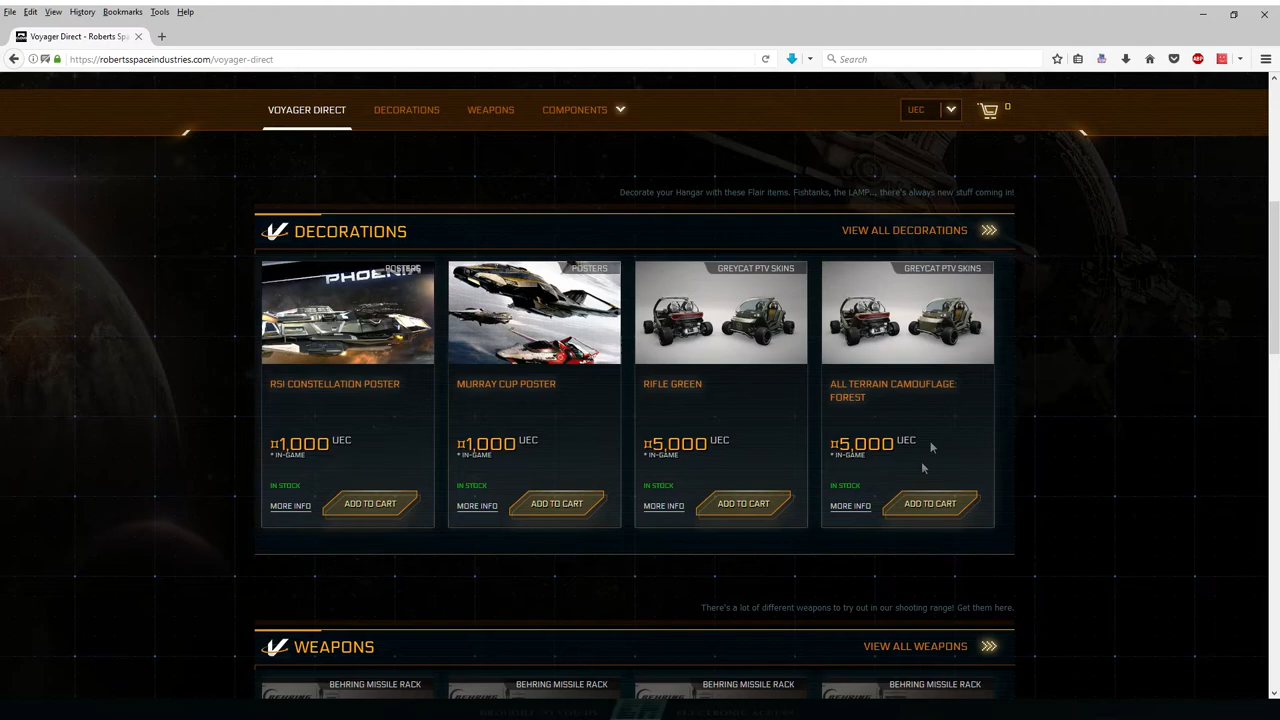 File Edit View History Bookmarks Tools Help
Voyager Direct - Roberts Spa
https://robertsspaceindustries.com/voyager-direct
Search
ABP
VOYAGER DIRECT DECORATIONS WEAPONS COMPONENTS UEC 0
Decorate your Hangar with these Flair items. Fishtanks, the LAMP... there's always new stuff coming in!
DECORATIONS VIEW ALL DECORATIONS
PHOENIX POSTERS POSTERS GREYCAT PTV SKINS GREYCAT PTV SKINS
RSI CONSTELLATION POSTER MURRAY CUP POSTER RIFLE GREEN ALL TERRAIN CAMOUFLAGE:
FOREST
¤1,000 UEC ¤1,000 UEC ¤5,000 UEC ¤5,000 UEC
* IN-GAME * IN-GAME * IN-GAME * IN-GAME
IN STOCK IN STOCK IN STOCK IN STOCK
MORE INFO ADD TO CART MORE INFO ADD TO CART MORE INFO ADD TO CART MORE INFO ADD TO CART
There's a lot of different weapons to try out in our shooting range! Get them here.
WEAPONS VIEW ALL WEAPONS
BEHRING MISSILE RACK BEHRING MISSILE RACK BEHRING MISSILE RACK BEHRING MISSILE RACK